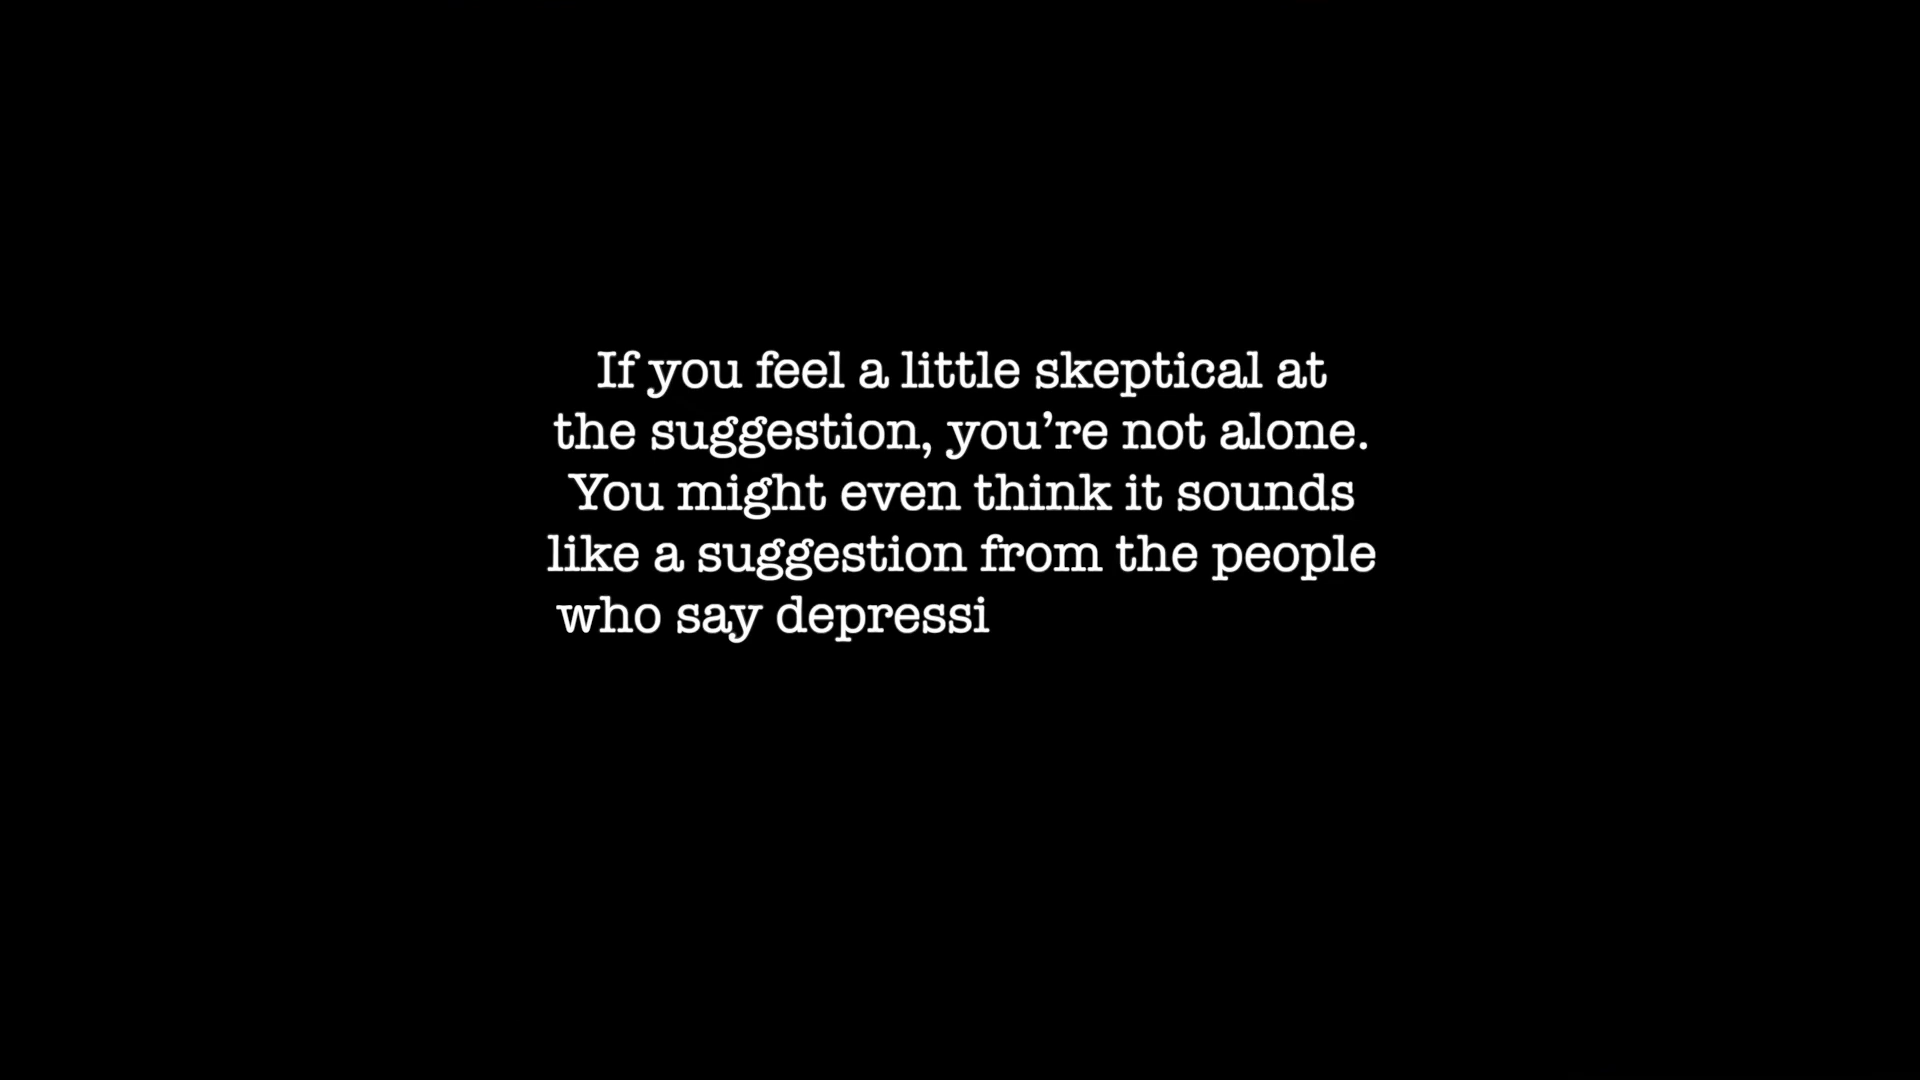 If you feel a little skeptical at
the suggestion, you’re not alone.
You might even think it sounds
like a suggestion from the people
who say depressi